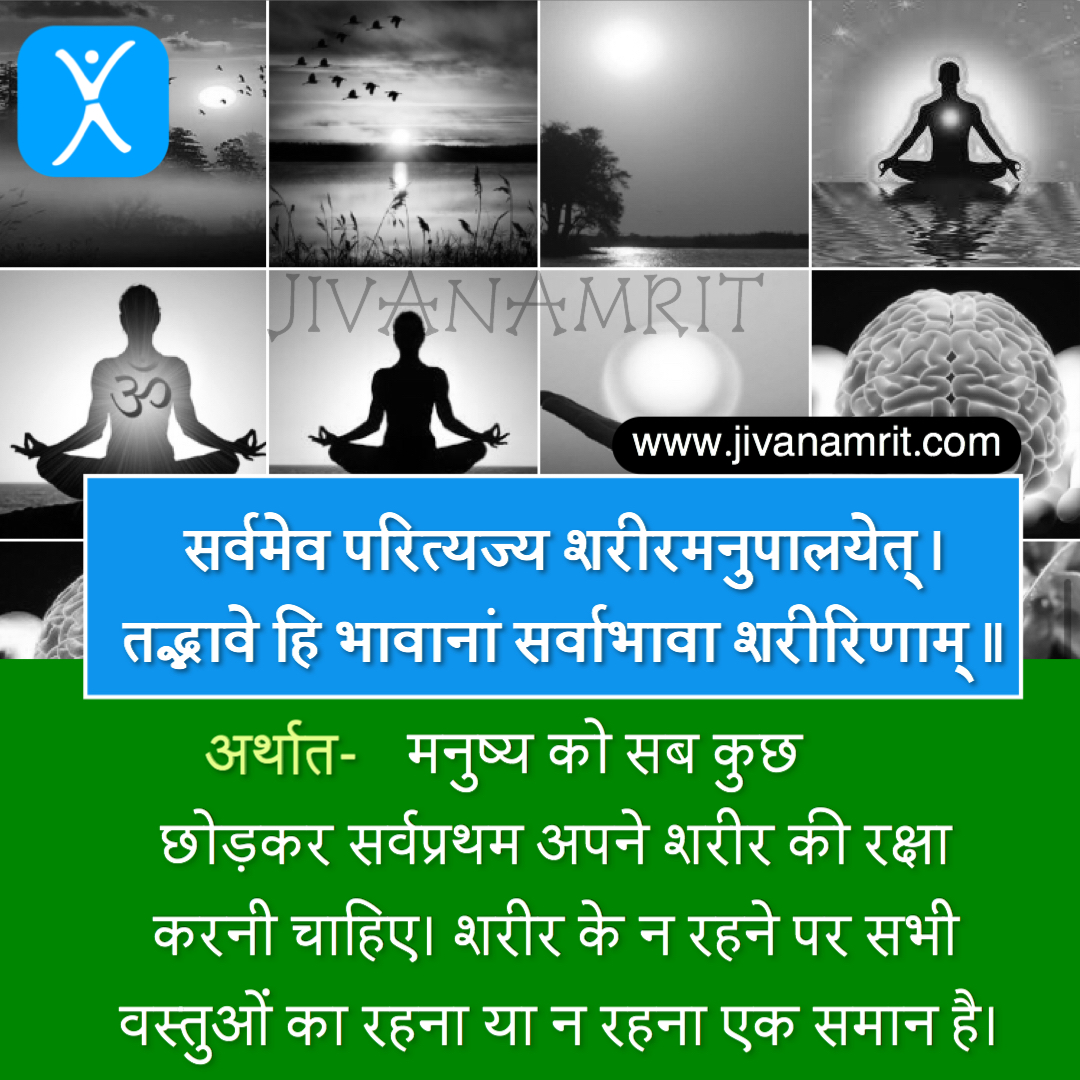 JIVANAMRIT
ॐ
www.jivanamrit.com
सर्वमेव परित्यज्य शरीरमनुपालयेत् ।
तद्भावे हि भावानां सर्वाभावा शरीरिणाम् ॥
अर्थात- मनुष्य को सब कुछ
छोड़कर सर्वप्रथम अपने शरीर की रक्षा
करनी चाहिए। शरीर के न रहने पर सभी
वस्तुओं का रहना या न रहना एक समान है।